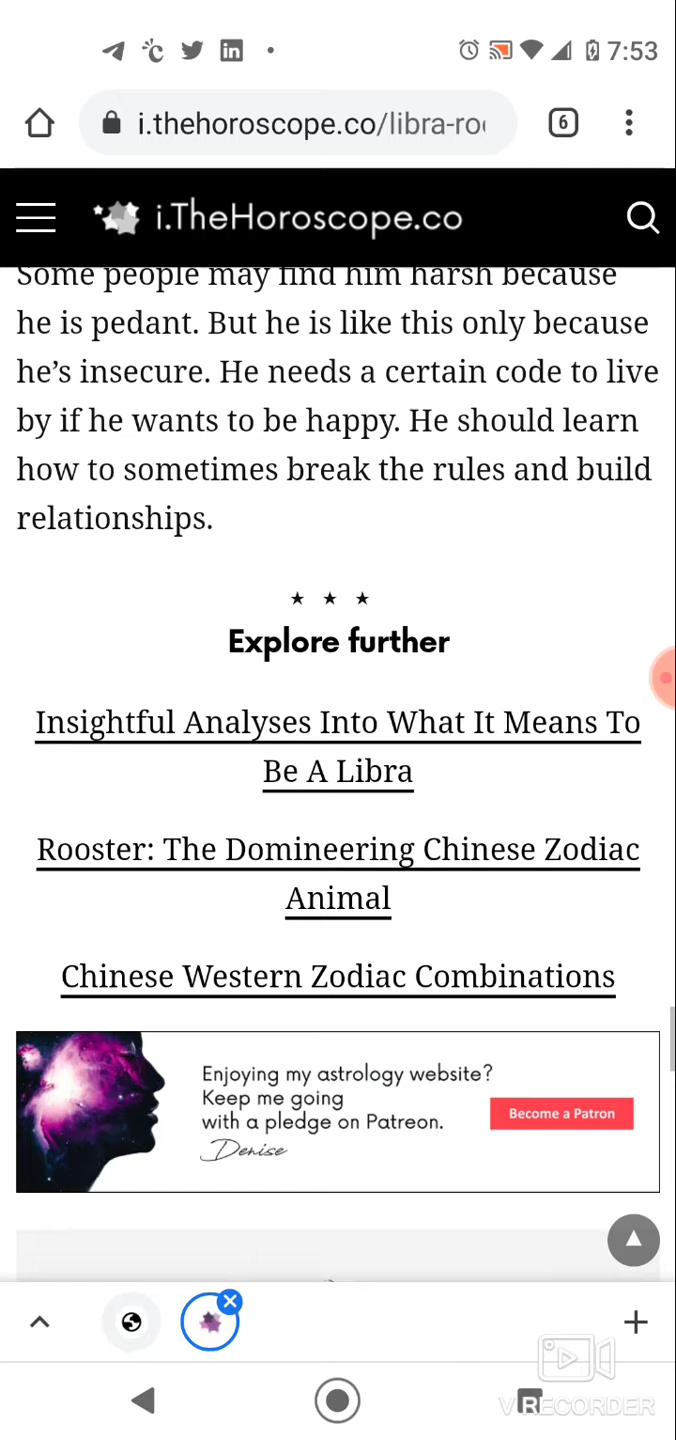 7:53
i.thehoroscope.co/libra-roo
6
i.TheHoroscope.co
Some people may find him harsh because
he is pedant. But he is like this only because
he’s insecure. He needs a certain code to live
by if he wants to be happy. He should learn
how to sometimes break the rules and build
relationships.
★ ★ ★
Explore further
Insightful Analyses Into What It Means To
Be A Libra
Rooster: The Domineering Chinese Zodiac
Animal
Chinese Western Zodiac Combinations
Enjoying my astrology website?
Keep me going
with a pledge on Patreon.
Denise
Become a Patron
V RECORDER